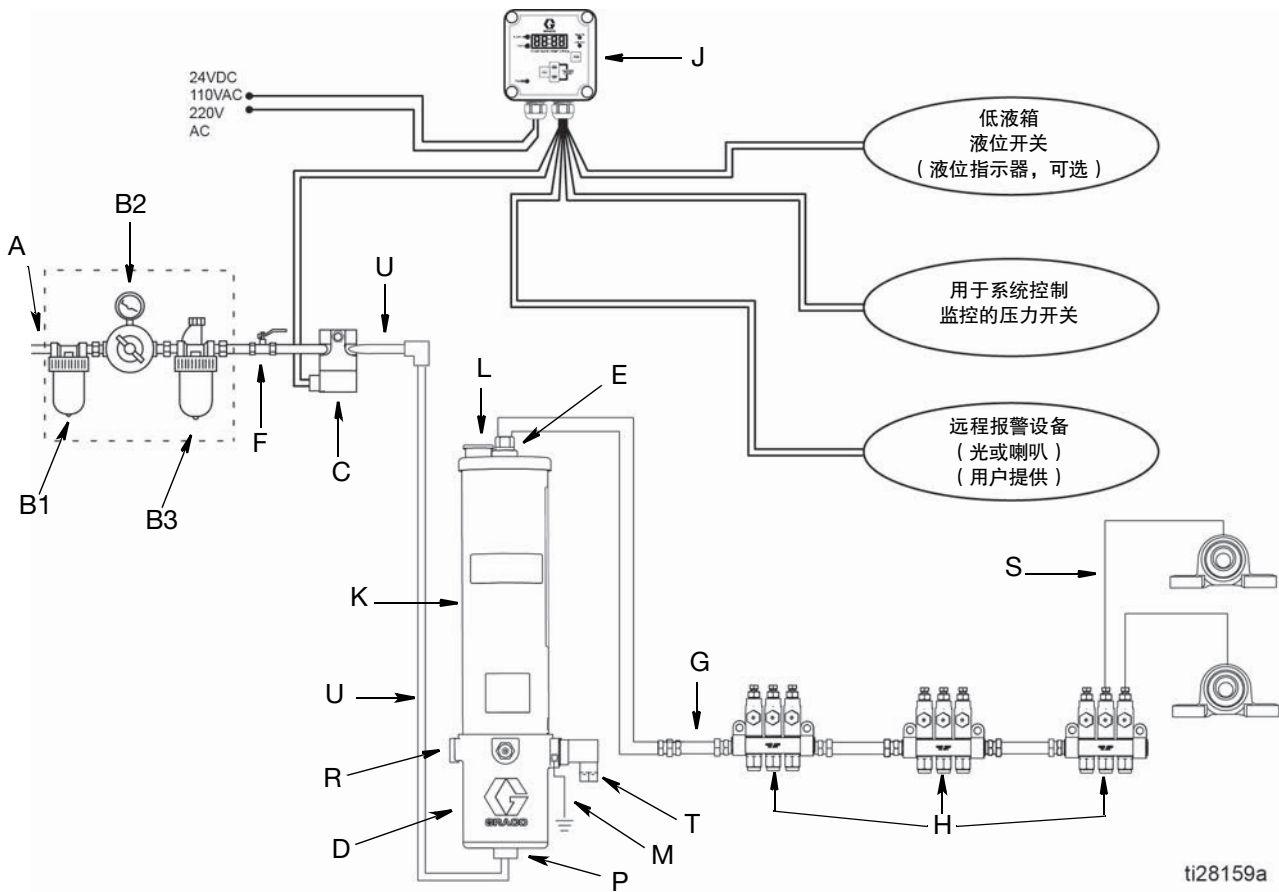 J
24VDC
110VAC
220V
AC
低液箱
液位开关
（液位指示器，可选）
B2
A
U
用于系统控制
监控的压力开关
L
E
F
C
B1
B3
远程报警设备
（光或喇叭）
（用户提供）
S
K
G
U
R
GRACO
T
H
D
M
P
ti28159a